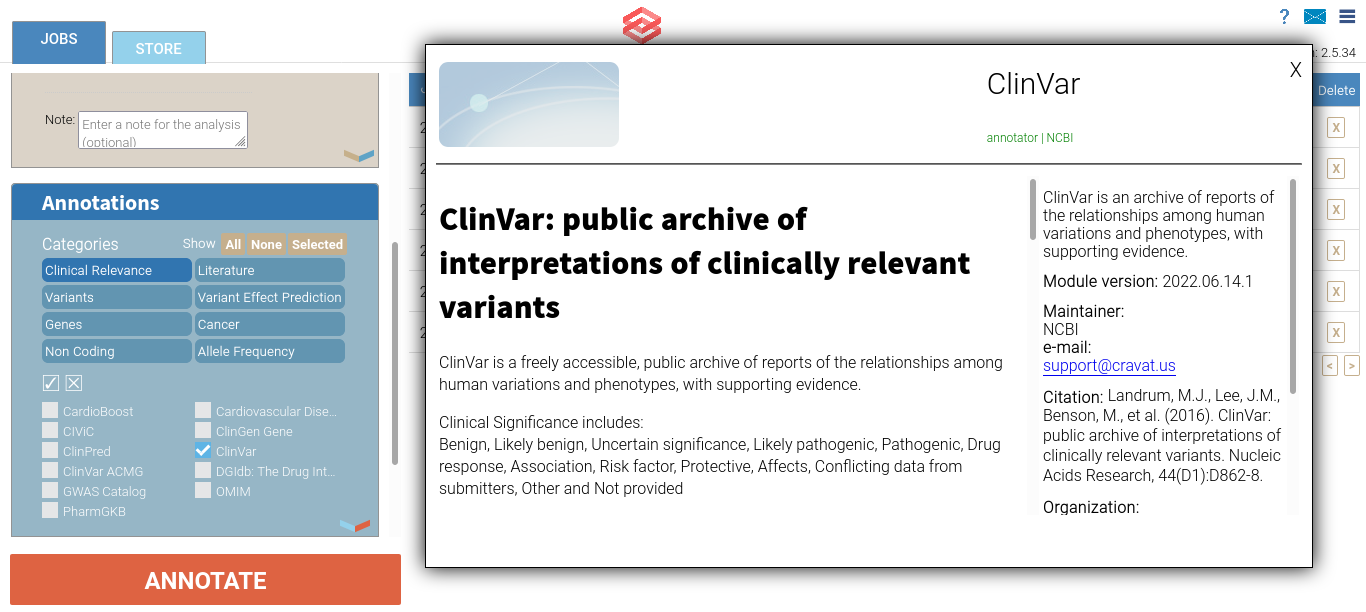 JOBS
STORE
?
: 2.5.34
Note:
Enter a note for the analysis
(optional)
Annotations
Categories
Show All None Selected
Clinical Relevance
Literature
Variants
Variant Effect Prediction
Genes
Cancer
Non Coding
Allele Frequency
CardioBoost
Cardiovascular Dise...
CIViC
ClinGen Gene
ClinPred
ClinVar
ClinVar ACMG
DGIdb: The Drug Int...
GWAS Catalog
OMIM
PharmGKB
ANNOTATE
ClinVar
X
annotator | NCBI
ClinVar: public archive of
interpretations of clinically relevant
variants
ClinVar is a freely accessible, public archive of reports of the relationships among
human variations and phenotypes, with supporting evidence.
Clinical Significance includes:
Benign, Likely benign, Uncertain significance, Likely pathogenic, Pathogenic, Drug
response, Association, Risk factor, Protective, Affects, Conflicting data from
submitters, Other and Not provided
ClinVar is an archive of reports of
the relationships among human
variations and phenotypes, with
supporting evidence.
Module version: 2022.06.14.1
Maintainer:
NCBI
e-mail:
support@cravat.us
Citation: Landrum, M.J., Lee, J.M.,
Benson, M., et al. (2016). ClinVar:
public archive of interpretations of
clinically relevant variants. Nucleic
Acids Research, 44(D1):D862-8.
Organization:
Delete
X
X
X
X
X
X
< >